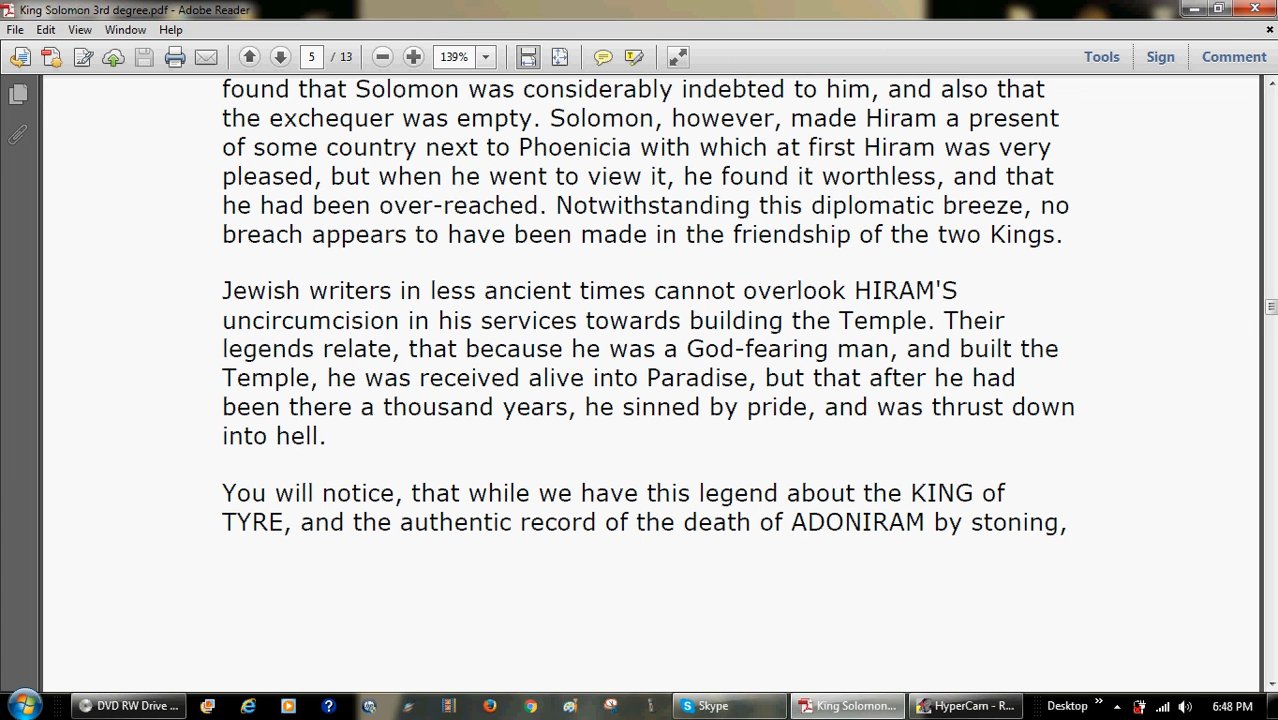 King Solomon 3rd degree.pdf - Adobe Reader
File Edit View Window Help
5 / 13 139% Tools Sign Comment
found that Solomon was considerably indebted to him, and also that
the exchequer was empty. Solomon, however, made Hiram a present
of some country next to Phoenicia with which at first Hiram was very
pleased, but when he went to view it, he found it worthless, and that
he had been over-reached. Notwithstanding this diplomatic breeze, no
breach appears to have been made in the friendship of the two Kings.
Jewish writers in less ancient times cannot overlook HIRAM'S
uncircumcision in his services towards building the Temple. Their
legends relate, that because he was a God-fearing man, and built the
Temple, he was received alive into Paradise, but that after he had
been there a thousand years, he sinned by pride, and was thrust down
into hell.
You will notice, that while we have this legend about the KING of
TYRE, and the authentic record of the death of ADONIRAM by stoning,
DVD RW Drive ... Skype King Solomon... HyperCam - R... Desktop 6:48 PM